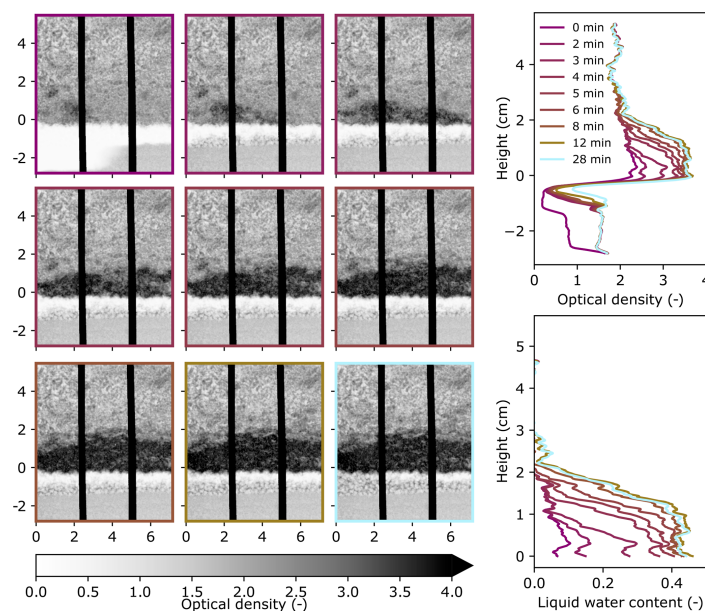 4
2
0
-2
4
2
0
-2
4
2
0
-2
0 2 4 6
0 2 4 6
0 2 4 6
0.0 0.5 1.0 1.5 2.0 2.5 3.0 3.5 4.0
Optical density (-)
0 min
2 min
3 min
4 min
5 min
6 min
8 min
12 min
28 min
Height (cm)
4
2
0
−2
0 1 2 3 4
Optical density (-)
Height (cm)
5
4
3
2
1
0
0.0 0.2 0.4
Liquid water content (-)